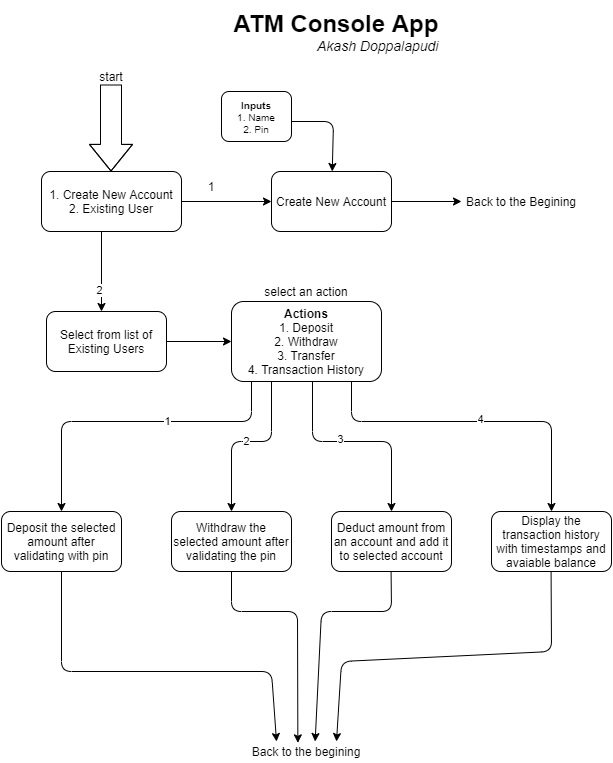 ATM Console App
Akash Doppalapudi
start
Inputs
1. Name
2. Pin
1. Create New Account
2. Existing User
1
Create New Account
Back to the Begining
2
select an action
Select from list of
Existing Users
Actions
1. Deposit
2. Withdraw
3. Transfer
4. Transaction History
1
2
3
4
Deposit the selected
amount after
validating with pin
Withdraw the
selected amount after
validating the pin
Deduct amount from
an account and add it
to selected account
Display the
transaction history
with timestamps and
avaiable balance
Back to the begining